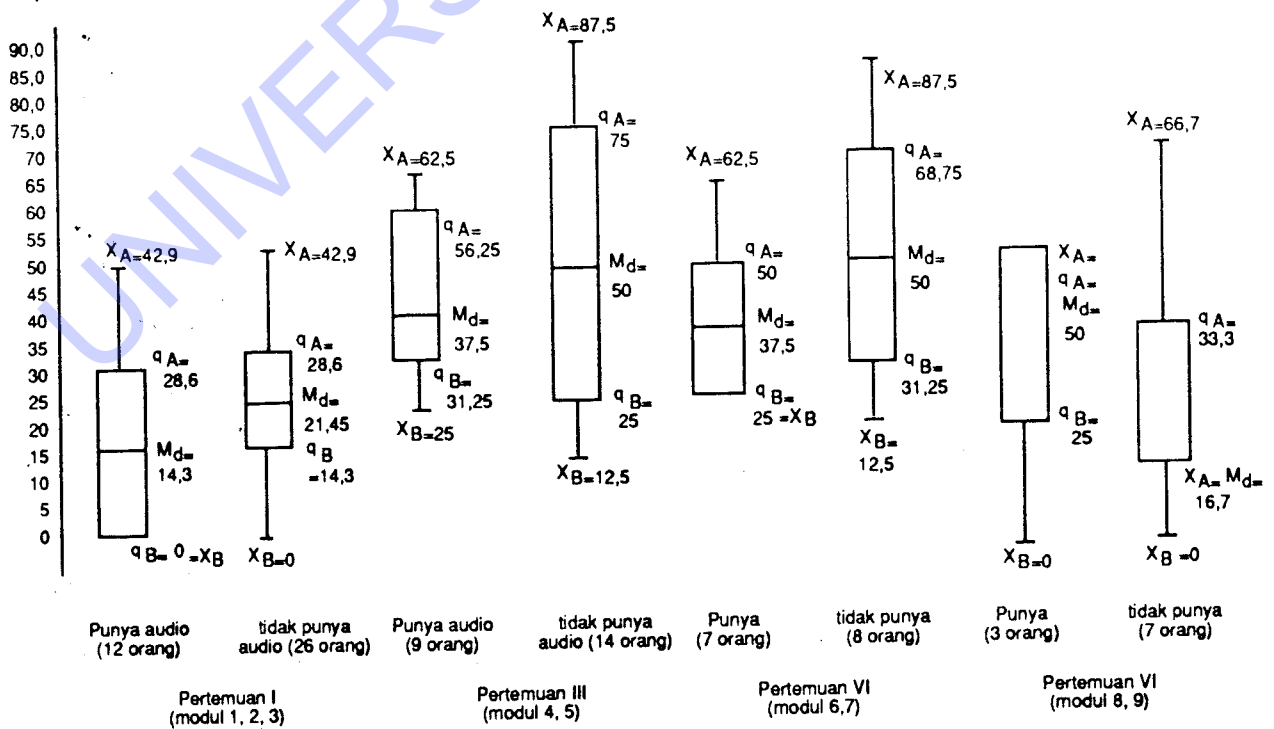 UNIVERS
90,0
85,0
80,0
75,0
70
65
60
55
50
45
40
35
30
25
20
15
10
5
0
XA=42,9
qA=
28,6
Md=
14,3
qB= 0 =XB
XA=42,9
qA=
28,6
Md=
21,45
qB
=14,3
XB=0
XA=62,5
qA=
56,25
Md=
37,5
qB=
31,25
XB=25
XA=87,5
qA=
75
Md=
50
qB=
25
XB=12,5
XA=62,5
qA=
50
Md=
37,5
qB=
25 =XB
XA=87,5
qA=
68,75
Md=
50
qB=
31,25
XB=
12,5
XA=
qA=
Md=
50
qB=
25
XB=0
XA=66,7
qA=
33,3
XA= Md=
16,7
XB =0
Punya audio
(12 orang)
tidak punya
audio (26 orang)
Punya audio
(9 orang)
tidak punya
audio (14 orang)
Punya
(7 orang)
tidak punya
(8 orang)
Punya
(3 orang)
tidak punya
(7 orang)
Pertemuan I
(modul 1, 2, 3)
Pertemuan III
(modul 4, 5)
Pertemuan VI
(modul 6,7)
Pertemuan VI
(modul 8, 9)